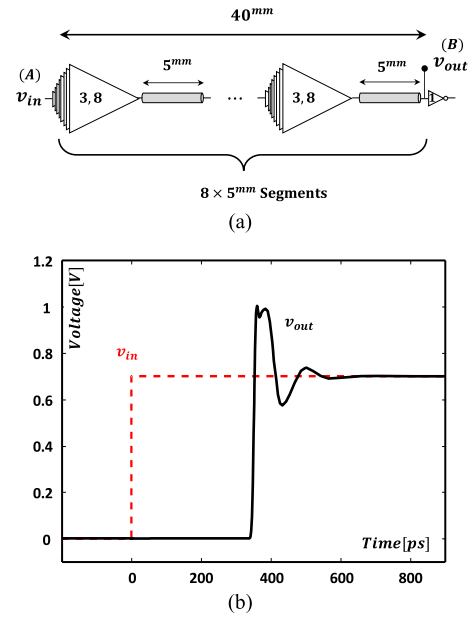 40mm
(A)
(B)
5mm
5mm
vout
vin
3, 8
...
3, 8
1
8 × 5mm Segments
(a)
1.2
Voltage[V]
1
vout
vin
0.8
0.6
0.4
0.2
0
Time[ps]
0
200
400
600
800
(b)